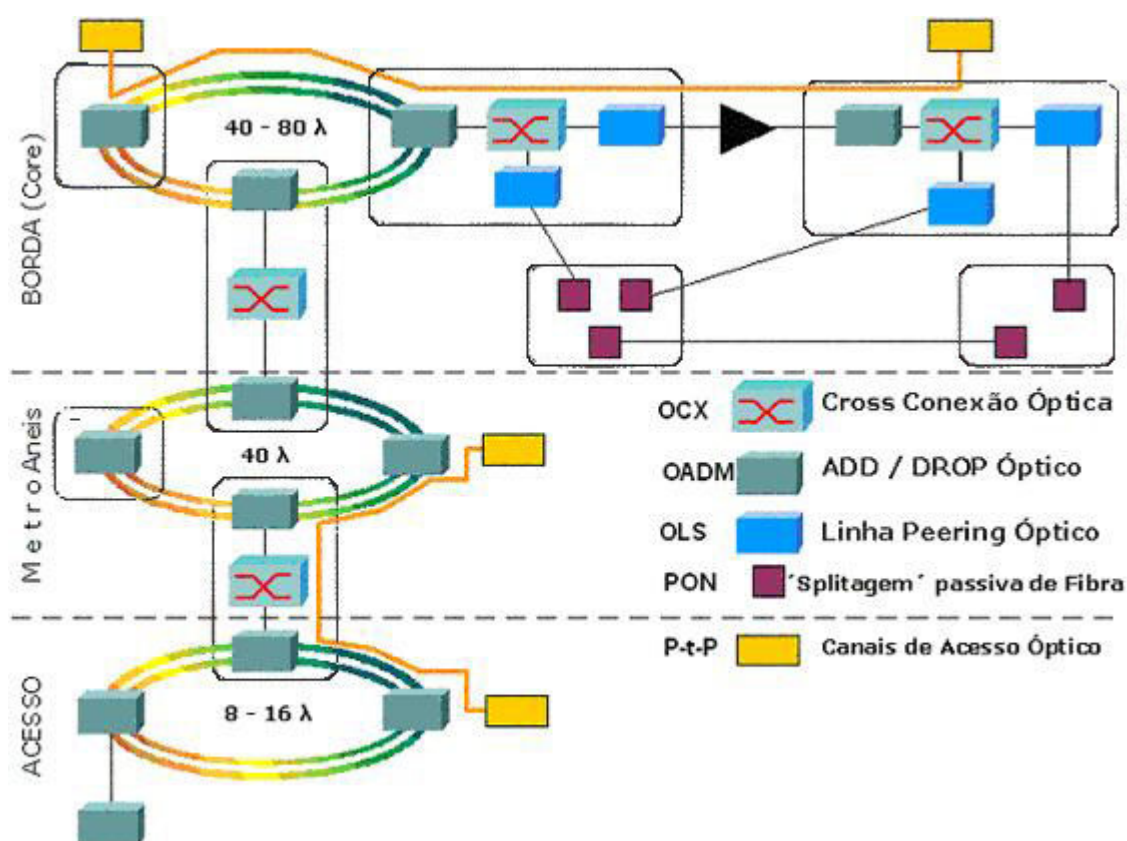 BORDA (Core)
40 - 80 λ
Metro Aneis
40 λ
ACESSO
8 - 16 λ
OCX Cross Conexão Óptica
OADM ADD / DROP Óptico
OLS Linha Peering Óptico
PON ´Splitagem´ passiva de Fibra
P-t-P Canais de Acesso Óptico